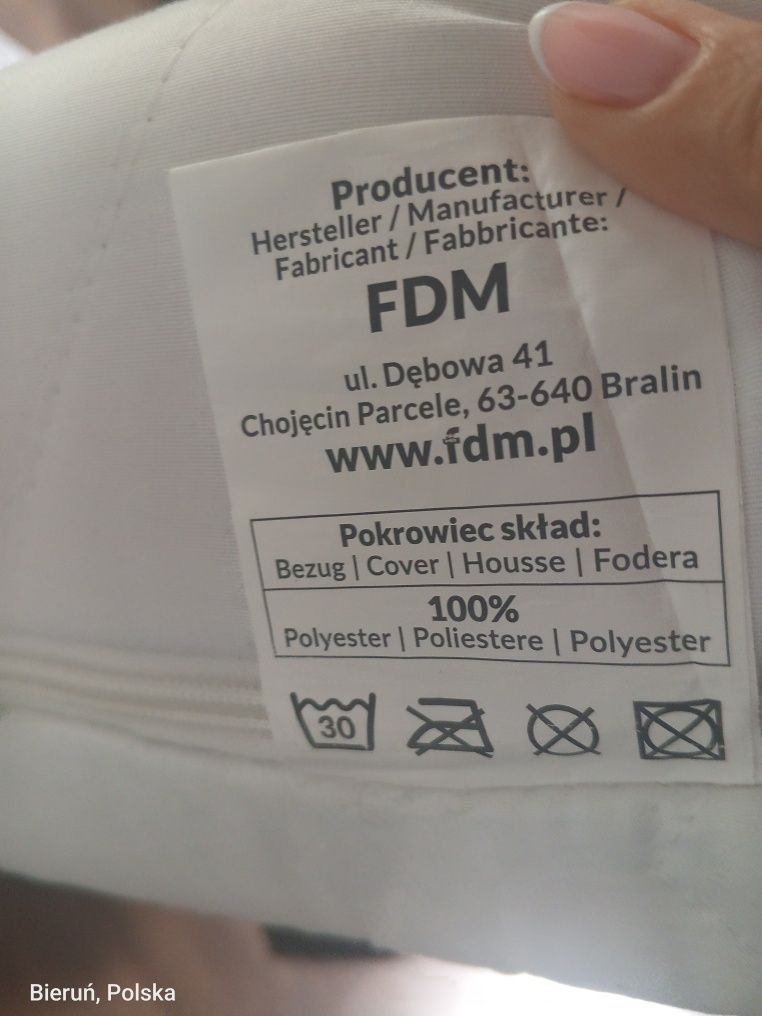 Producent:
Hersteller / Manufacturer /
Fabricant / Fabbricante:
FDM
ul. Dębowa 41
Chojęcin Parcele, 63-640 Bralin
www.fdm.pl
Pokrowiec skład:
Bezug | Cover | Housse | Fodera
100%
Polyester | Poliestere | Polyester
30
Bieruń, Polska